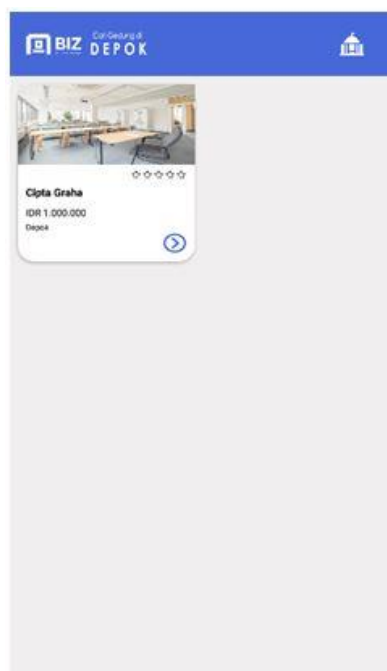 BIZ
Cari Gedung di
DEPOK
Cipta Graha
IDR 1.000.000
Depok